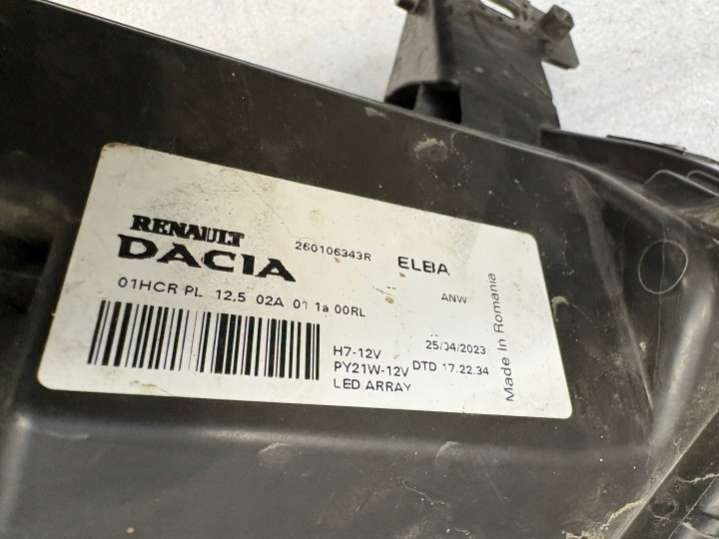 RENAULT
DACIA
260106343R
ELBA
01HCR PL 12.5 02A 01 1a 00RL
ANW
H7-12V
25/04/2023
PY21W-12V
DTD 17.22.34
LED ARRAY
Made In Romania